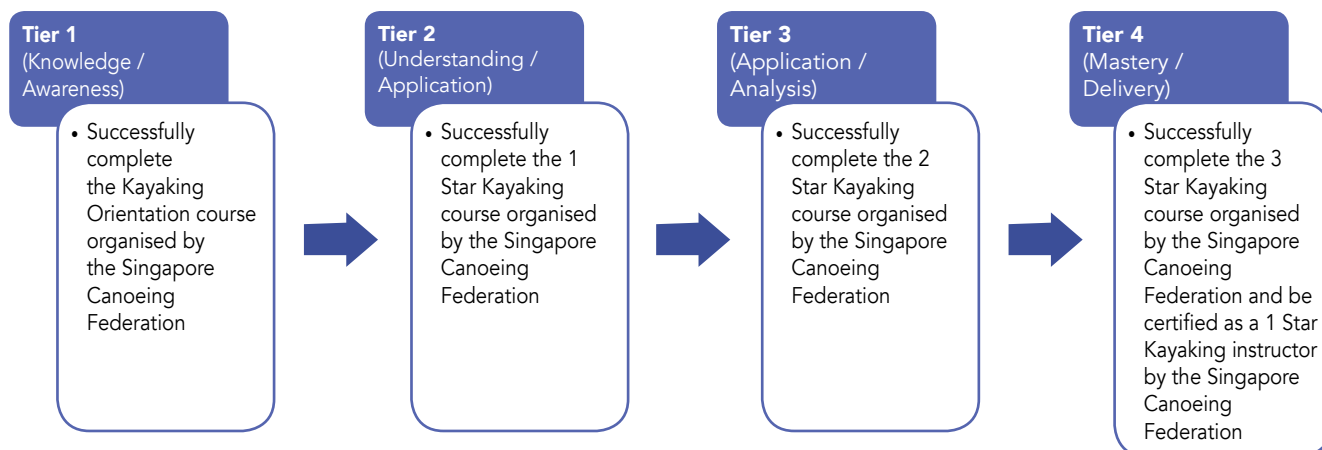 Tier 1
(Knowledge /
Awareness)
• Successfully
complete
the Kayaking
Orientation course
organised by
the Singapore
Canoeing
Federation
Tier 2
(Understanding /
Application)
• Successfully
complete the 1
Star Kayaking
course organised
by the Singapore
Canoeing
Federation
Tier 3
(Application /
Analysis)
• Successfully
complete the 2
Star Kayaking
course organised
by the Singapore
Canoeing
Federation
Tier 4
(Mastery /
Delivery)
• Successfully
complete the 3
Star Kayaking
course organised
by the Singapore
Canoeing
Federation and be
certified as a 1 Star
Kayaking instructor
by the Singapore
Canoeing
Federation